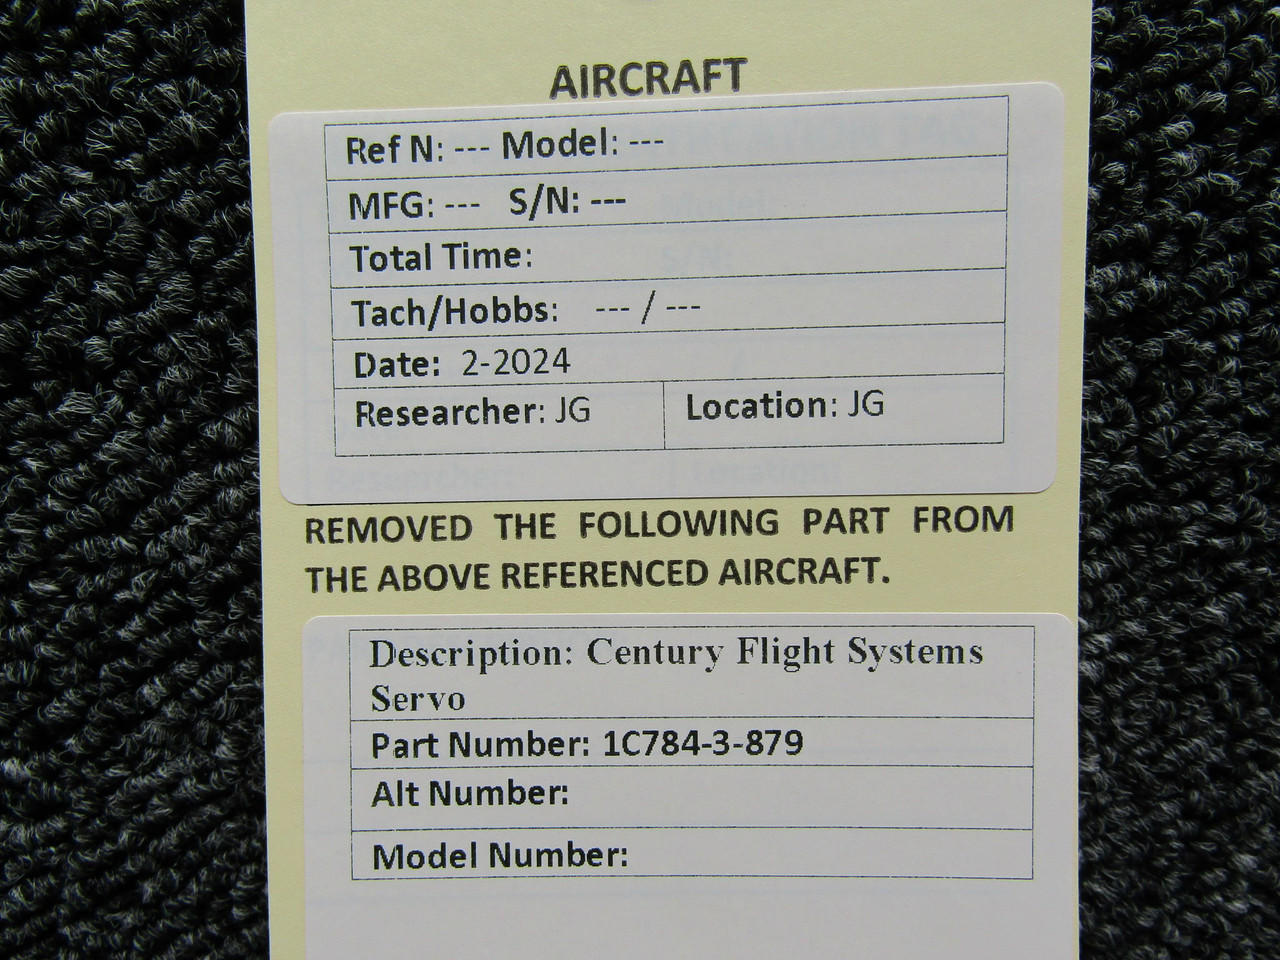 AIRCRAFT
Ref N: --- Model: ---
MFG: --- S/N: ---
Total Time:
Tach/Hobbs: --- / ---
Date: 2-2024
Researcher: JG Location: JG
REMOVED THE FOLLOWING PART FROM
THE ABOVE REFERENCED AIRCRAFT.
Description: Century Flight Systems
Servo
Part Number: 1C784-3-879
Alt Number:
Model Number: